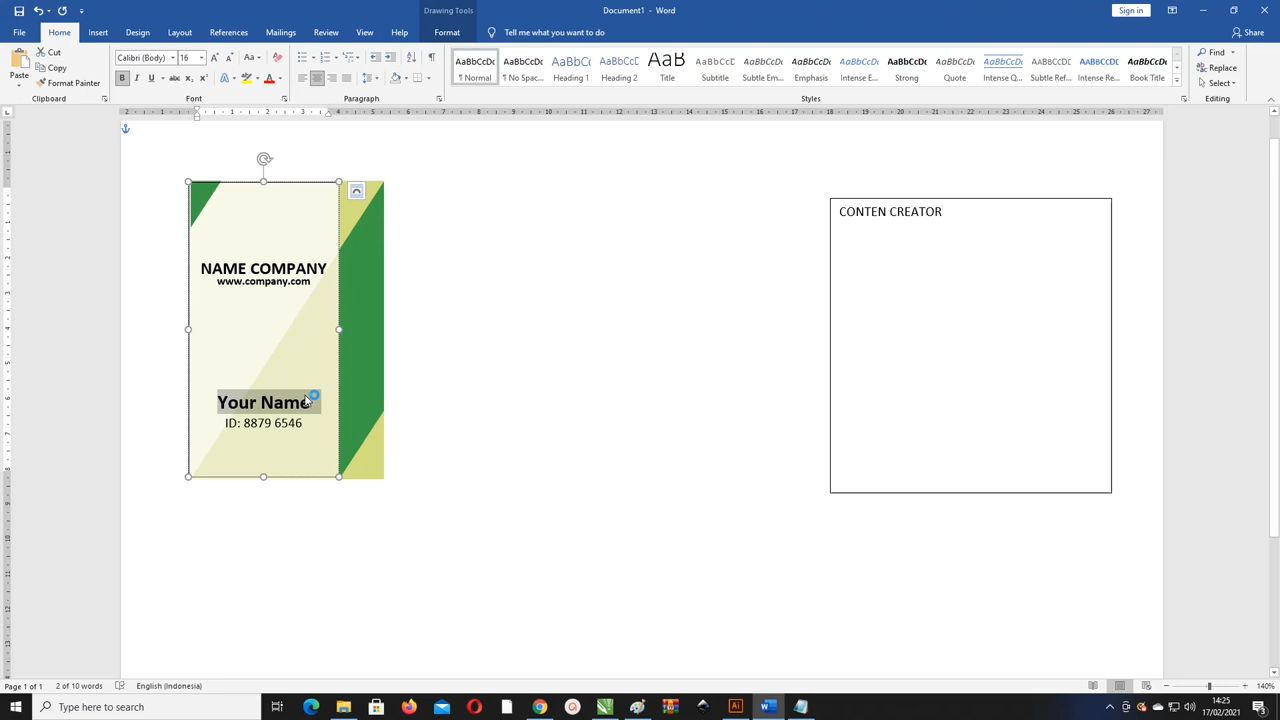 Drawing Tools
Document1 - Word
Sign in
File
Home
Insert
Design
Layout
References
Mailings
Review
View
Help
Format
Tell me what you want to do
Share
Paste
Cut
Copy
Format Painter
Clipboard
Calibri (Body)
16
Font
Paragraph
AaBbCcDc
¶ Normal
AaBbCcDc
¶ No Spac...
AaBbC
Heading 1
AaBbCcD
Heading 2
AaB
Title
AaBbCcD
Subtitle
AaBbCcDc
Subtle Em...
AaBbCcDc
Emphasis
AaBbCcDc
Intense E...
AaBbCcDc
Strong
AaBbCcDc
Quote
AaBbCcDc
Intense Q...
AaBbCcDc
Subtle Ref...
AaBbCcDc
Intense Re...
AaBbCcDc
Book Title
Styles
Find
Replace
Select
Editing
NAME COMPANY
www.company.com
Your Name
ID: 8879 6546
CONTEN CREATOR
Page 1 of 1
2 of 10 words
English (Indonesia)
140%
Type here to search
14:25
17/02/2021